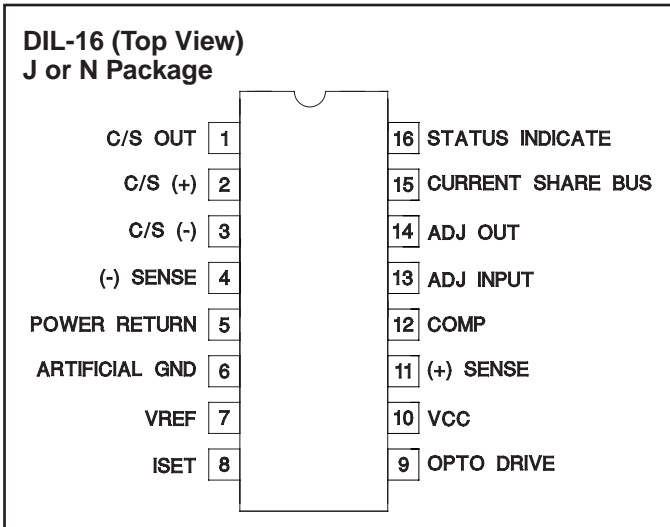 DIL-16 (Top View)
J or N Package
C/S OUT 1 16 STATUS INDICATE
C/S (+) 2 15 CURRENT SHARE BUS
C/S (-) 3 14 ADJ OUT
(-) SENSE 4 13 ADJ INPUT
POWER RETURN 5 12 COMP
ARTIFICIAL GND 6 11 (+) SENSE
VREF 7 10 VCC
ISET 8 9 OPTO DRIVE